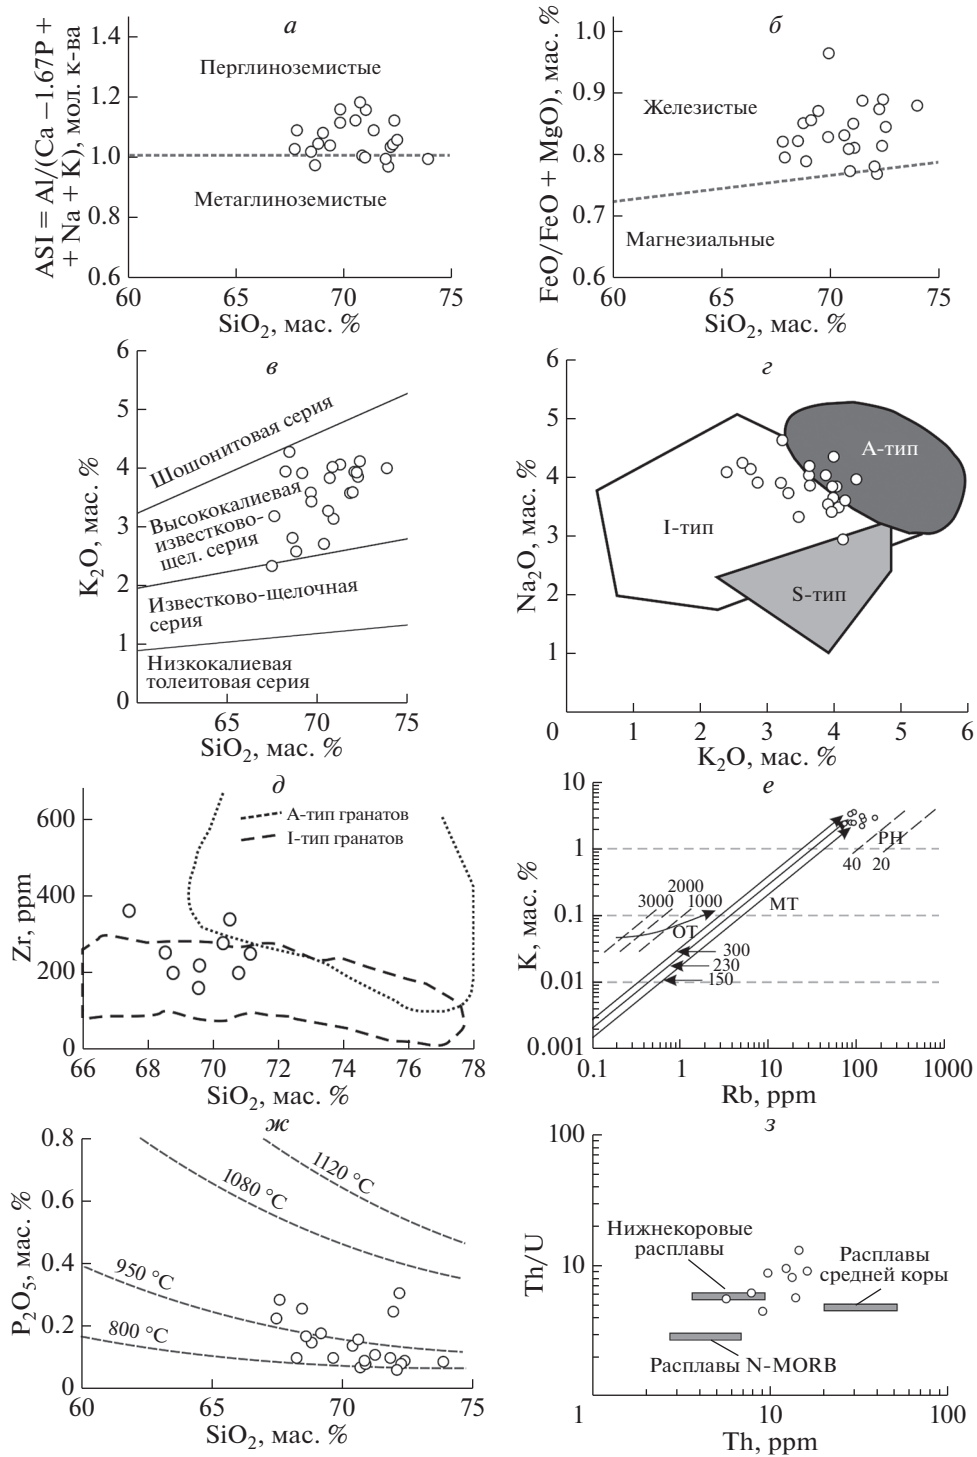 а
ASI = Al/(Ca −1.67P +
+ Na + K), мол. к-ва
1.4
1.2
1.0
0.8
0.6
Перглиноземистые
Метаглиноземистые
60 65 70 75
SiO2, мас. %
б
FeO/FeO + MgO), мас. %
1.0
0.9
0.8
0.7
0.6
Железистые
Магнезиальные
60 65 70 75
SiO2, мас. %
в
K2O, мас. %
6
5
4
3
2
1
0
Шошонитовая серия
Высококалиевая
известково-
щел. серия
Известково-щелочная
серия
Низкокалиевая
толеитовая серия
65 70 75
SiO2, мас. %
г
Na2O, мас. %
6
5
4
3
2
1
А-тип
I-тип
S-тип
0 1 2 3 4 5 6
K2O, мас. %
д
Zr, ppm
600
400
200
0
А-тип гранатов
I-тип гранатов
66 68 70 72 74 76 78
SiO2, мас. %
е
K, мас. %
10
1
0.1
0.01
0.001
РН
40 20
МТ
2000
3000 1000
ОТ
300
230
150
0.1 1 10 100 1000
Rb, ppm
ж
P2O5, мас. %
0.8
0.6
0.4
0.2
0
1120 °C
1080 °C
950 °C
800 °C
60 65 70 75
SiO2, мас. %
з
Th/U
100
10
Нижнекоровые
расплавы
Расплавы
средней коры
Расплавы N-MORB
1 10 100
Th, ppm